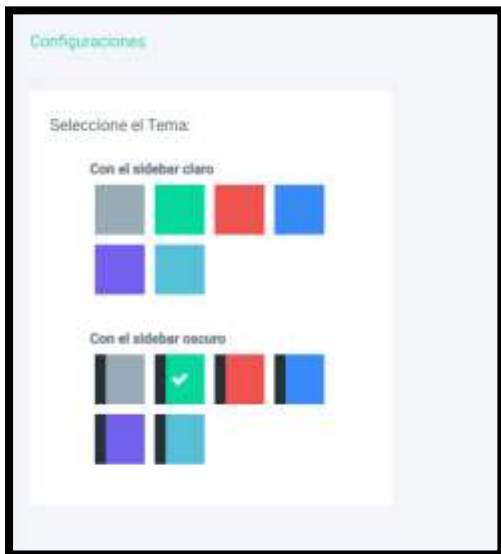 Configuraciones
Seleccione el Tema:
Con el sidebar claro
Con el sidebar oscuro